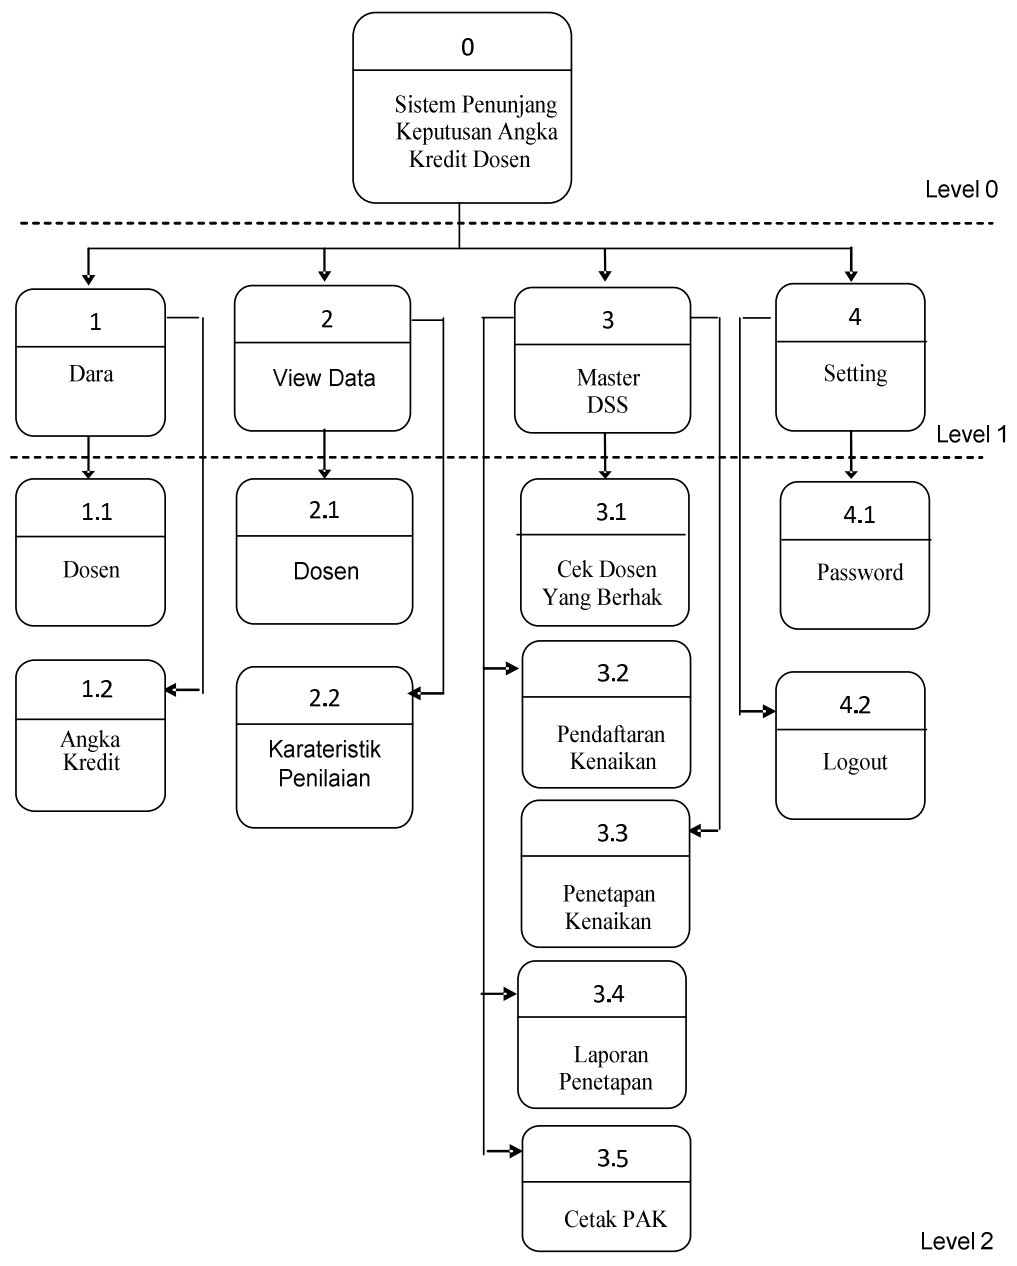 0
Sistem Penunjang
Keputusan Angka
Kredit Dosen
Level 0
1
Dara
2
View Data
3
Master
DSS
4
Setting
Level 1
1.1
Dosen
2.1
Dosen
3.1
Cek Dosen
Yang Berhak
4.1
Password
1.2
Angka
Kredit
2.2
Karateristik
Penilaian
3.2
Pendaftaran
Kenaikan
4.2
Logout
3.3
Penetapan
Kenaikan
3.4
Laporan
Penetapan
3.5
Cetak PAK
Level 2